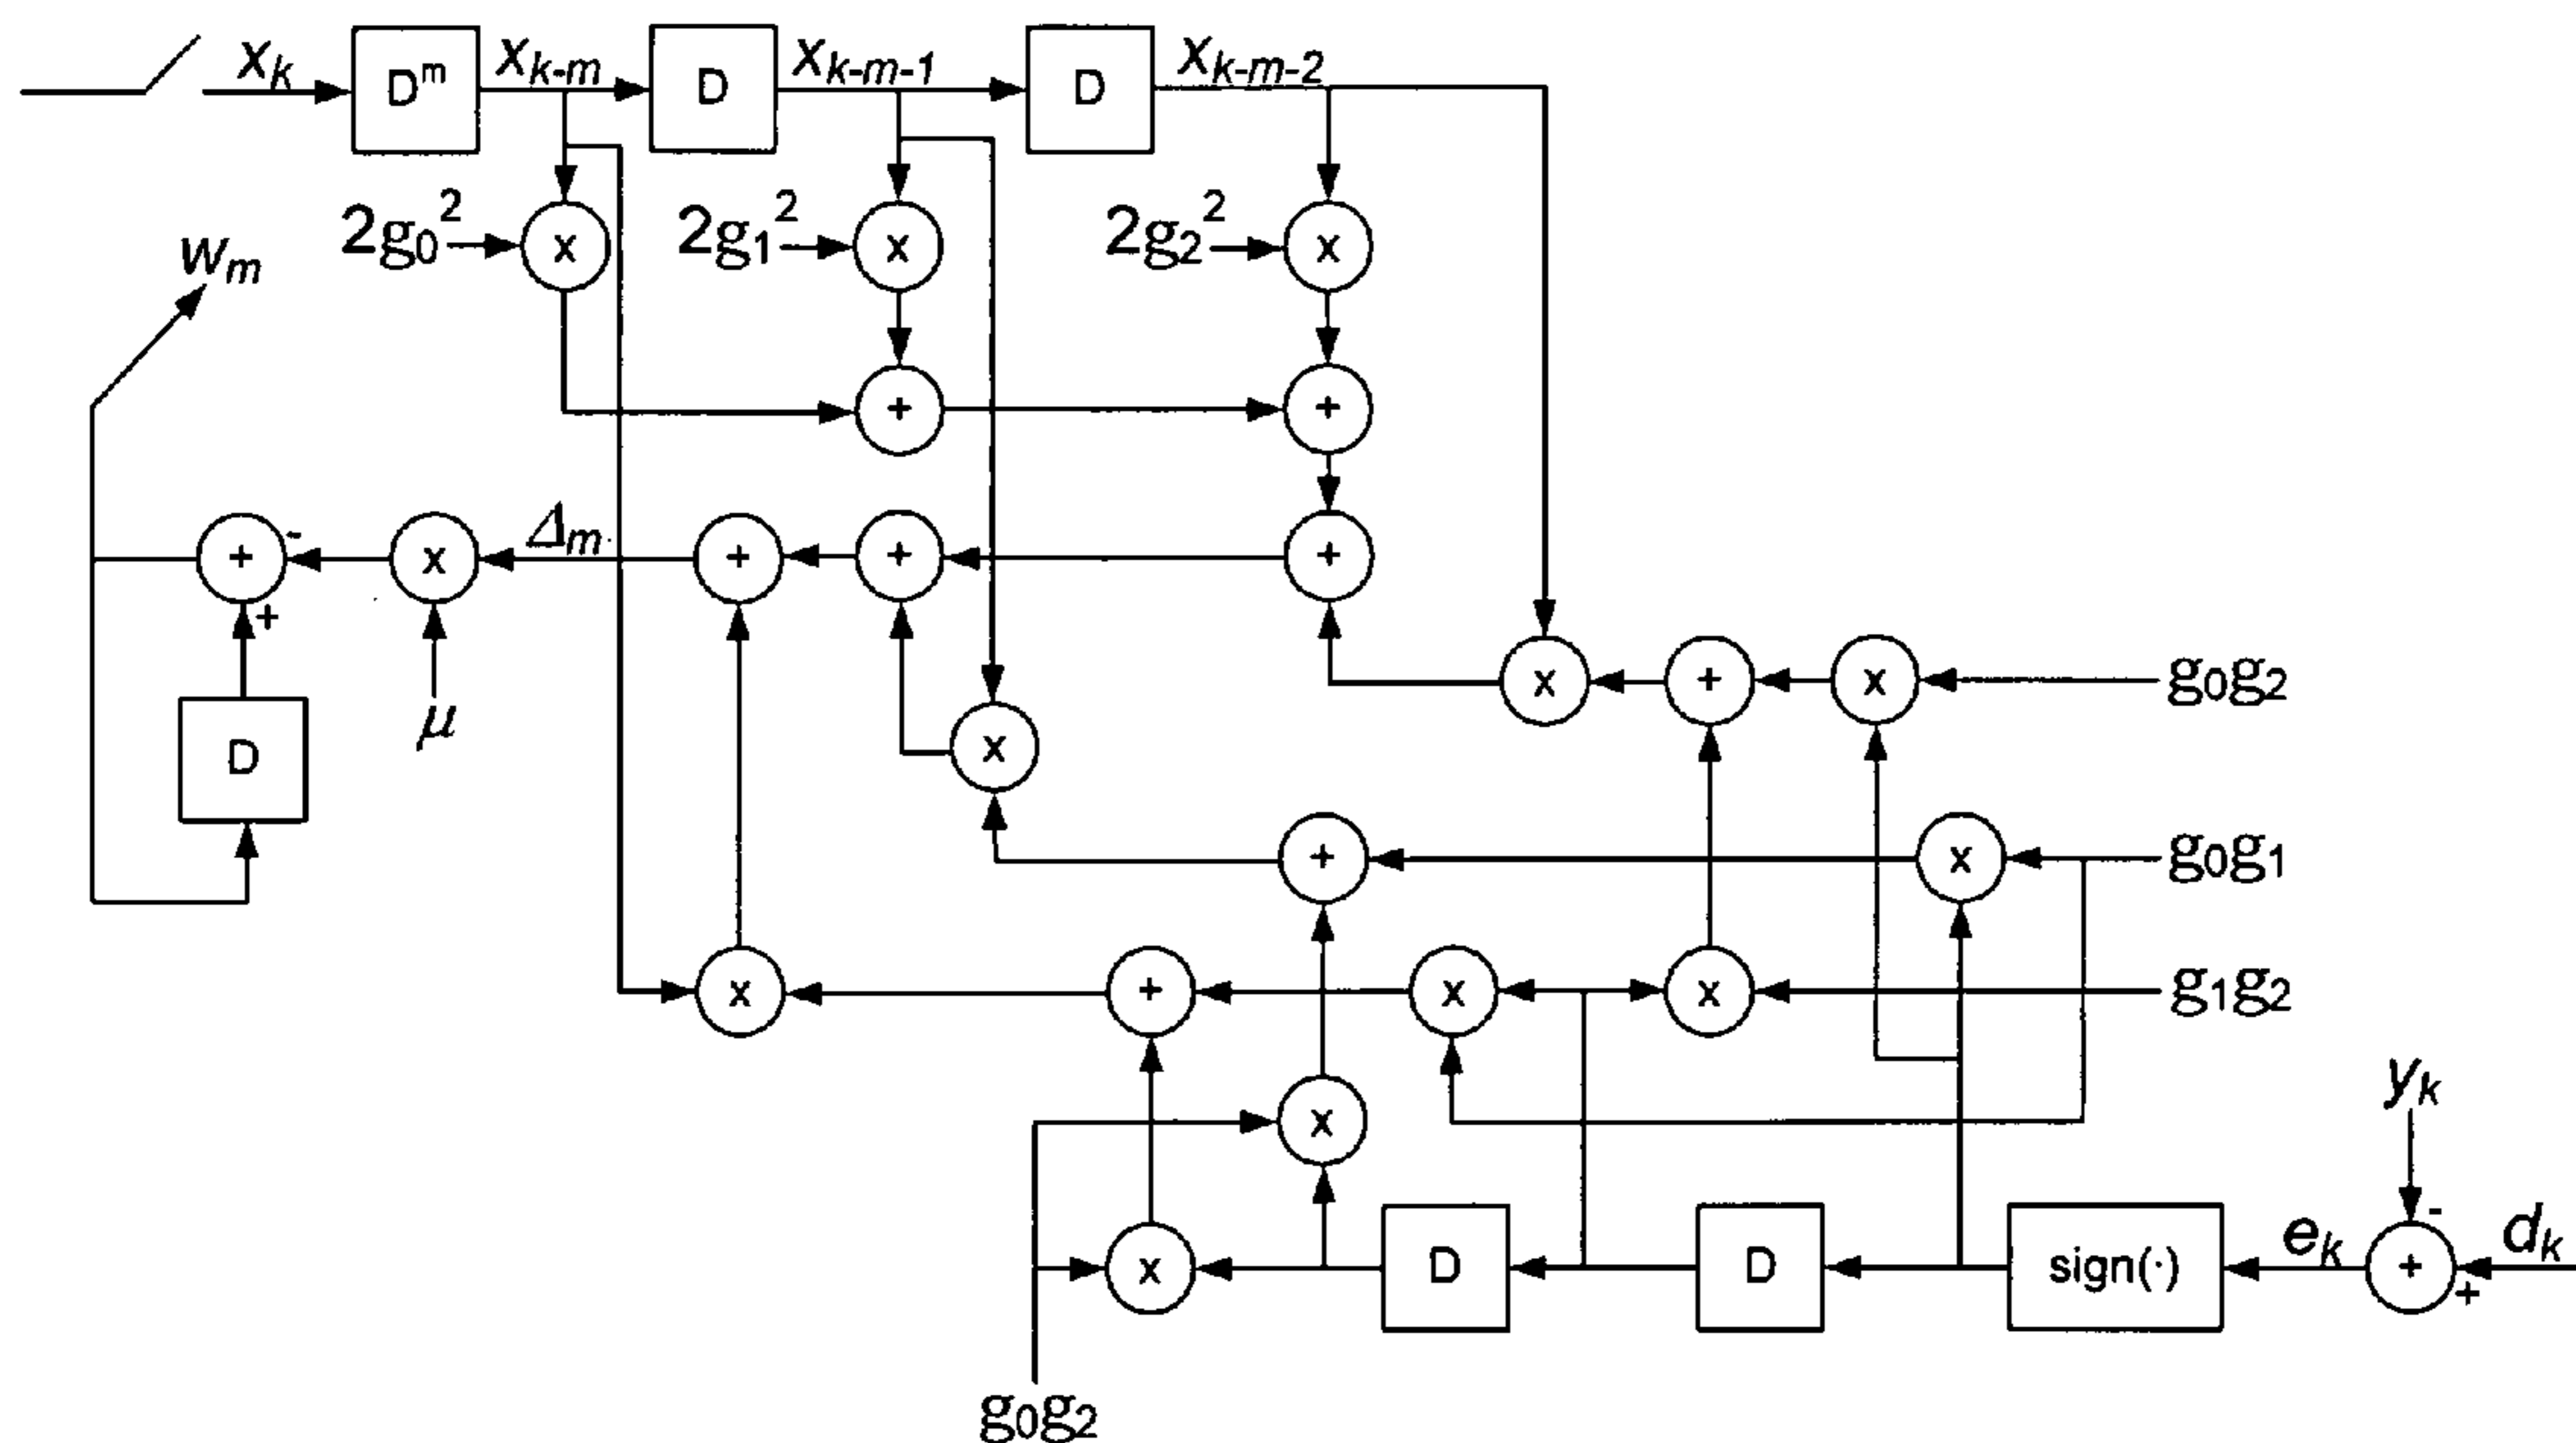 x_k D^m x_{k-m} D x_{k-m-1} D x_{k-m-2}
2g_0^2 x 2g_1^2 x 2g_2^2 x
w_m
+ +
+ - x Δ_m + + +
+
D μ x x + x g_0g_2
+ x g_0g_1
x + x x g_1g_2
x y_k
x D D sign(·) e_k + - + d_k
g_0g_2